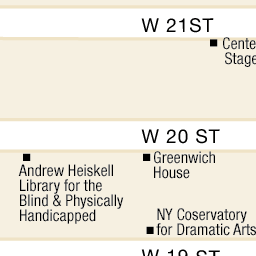 W 21ST
Cente
Stage
W 20 ST
Greenwich
House
Andrew Heiskell
Library for the
Blind & Physically
Handicapped
NY Coservatory
for Dramatic Arts
W 19 ST